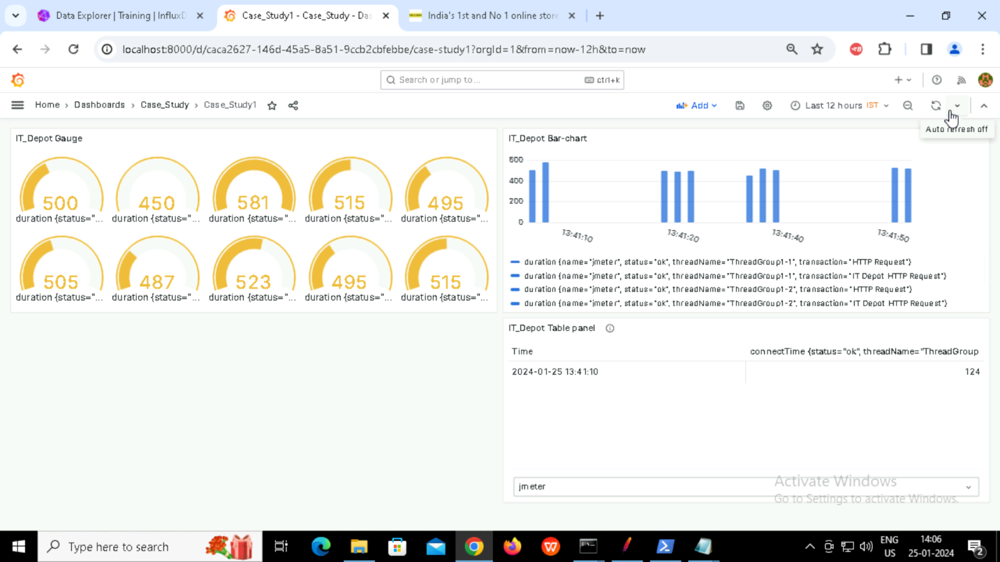 Data Explorer | Training | InfluxD
Case_Study1 - Case_Study - Das
India's 1st and No 1 online store
localhost:8000/d/caca2627-146d-45a5-8a51-9ccb2cbfebbe/case-study1?orgId=1&from=now-12h&to=now
Search or jump to...
ctrl+k
Home › Dashboards › Case_Study › Case_Study1
Add
Last 12 hours IST
Auto refresh off
IT_Depot Gauge
500 450 581 515 495
duration {status="... duration {status="... duration {status="... duration {status="... duration {status="...
505 487 523 495 515
duration {status="... duration {status="... duration {status="... duration {status="... duration {status="...
IT_Depot Bar-chart
600
400
200
0
13:41:10 13:41:20 13:41:40 13:41:50
duration {name="jmeter", status="ok", threadName="ThreadGroup1-1", transaction="HTTP Request"}
duration {name="jmeter", status="ok", threadName="ThreadGroup1-1", transaction="IT Depot HTTP Request"}
duration {name="jmeter", status="ok", threadName="ThreadGroup1-2", transaction="HTTP Request"}
duration {name="jmeter", status="ok", threadName="ThreadGroup1-2", transaction="IT Depot HTTP Request"}
IT_Depot Table panel
Time connectTime {status="ok", threadName="ThreadGroup
2024-01-25 13:41:10 124
jmeter
Activate Windows
Go to Settings to activate Windows.
Type here to search
ENG
US
14:06
25-01-2024
2